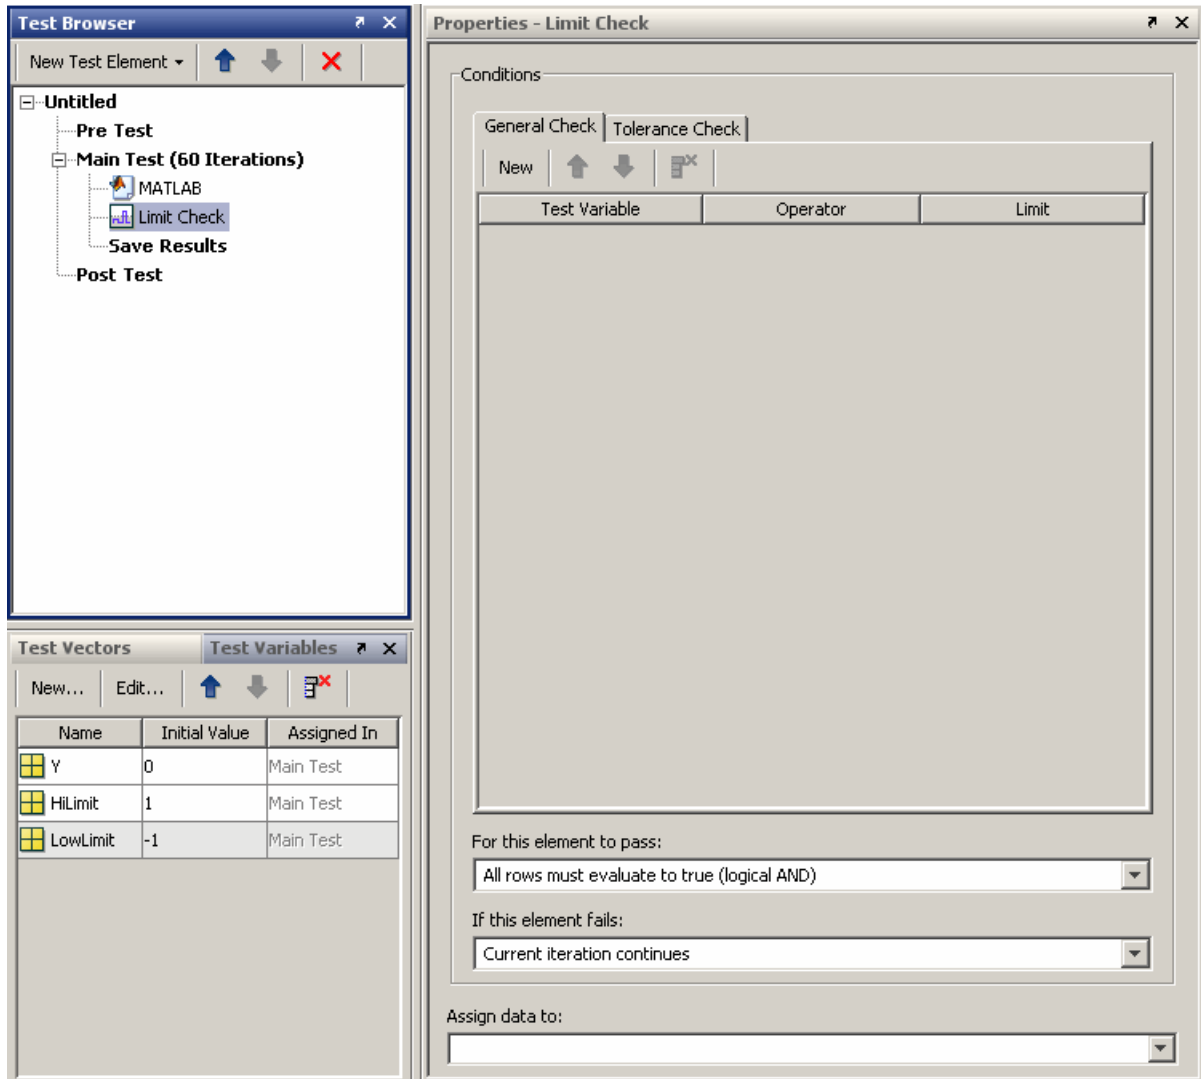 Test Browser
New Test Element
Untitled
Pre Test
Main Test (60 Iterations)
MATLAB
Limit Check
Save Results
Post Test
Test Vectors
Test Variables
New...
Edit...
Name
Initial Value
Assigned In
Y
0
Main Test
HiLimit
1
Main Test
LowLimit
-1
Main Test
Properties - Limit Check
Conditions
General Check
Tolerance Check
New
Test Variable
Operator
Limit
For this element to pass:
All rows must evaluate to true (logical AND)
If this element fails:
Current iteration continues
Assign data to: